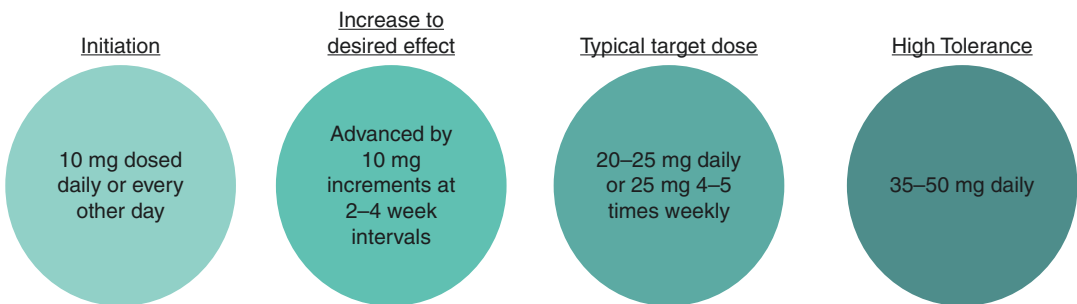 Initiation
10 mg dosed
daily or every
other day
Increase to
desired effect
Advanced by
10 mg
increments at
2–4 week
intervals
Typical target dose
20–25 mg daily
or 25 mg 4–5
times weekly
High Tolerance
35–50 mg daily